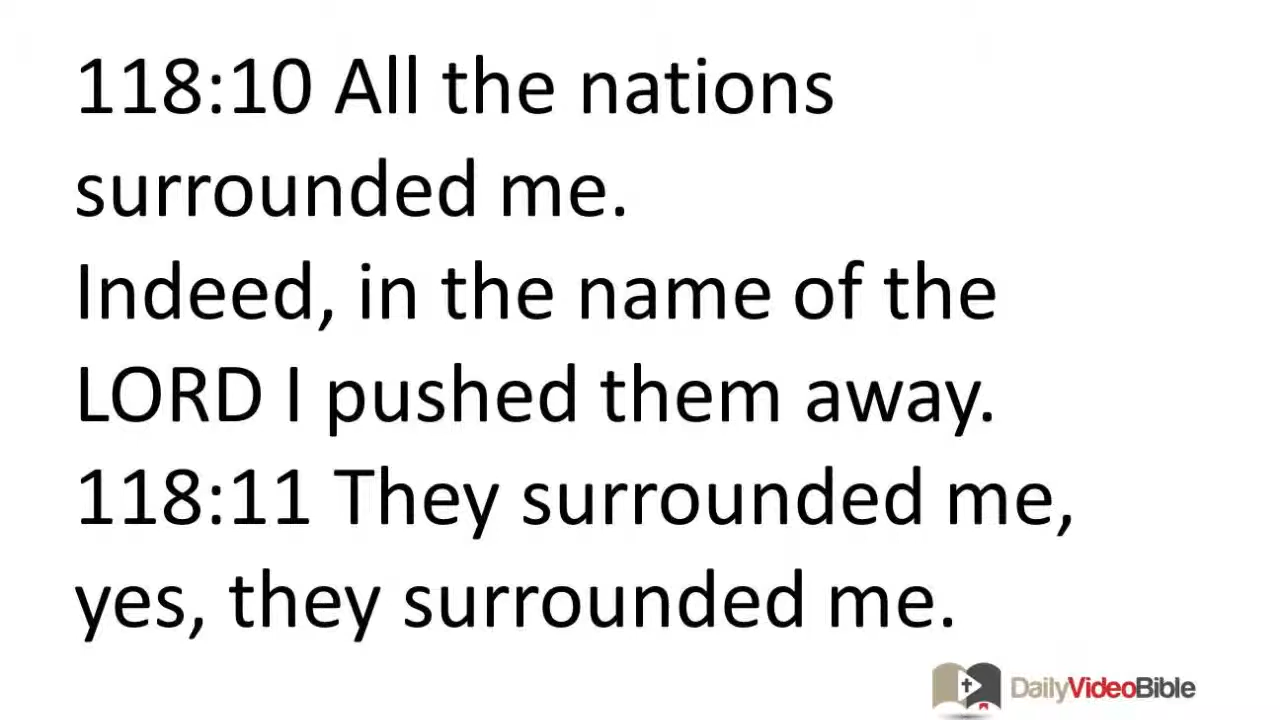 118:10 All the nations
surrounded me.
Indeed, in the name of the
LORD I pushed them away.
118:11 They surrounded me,
yes, they surrounded me.
DailyVideoBible